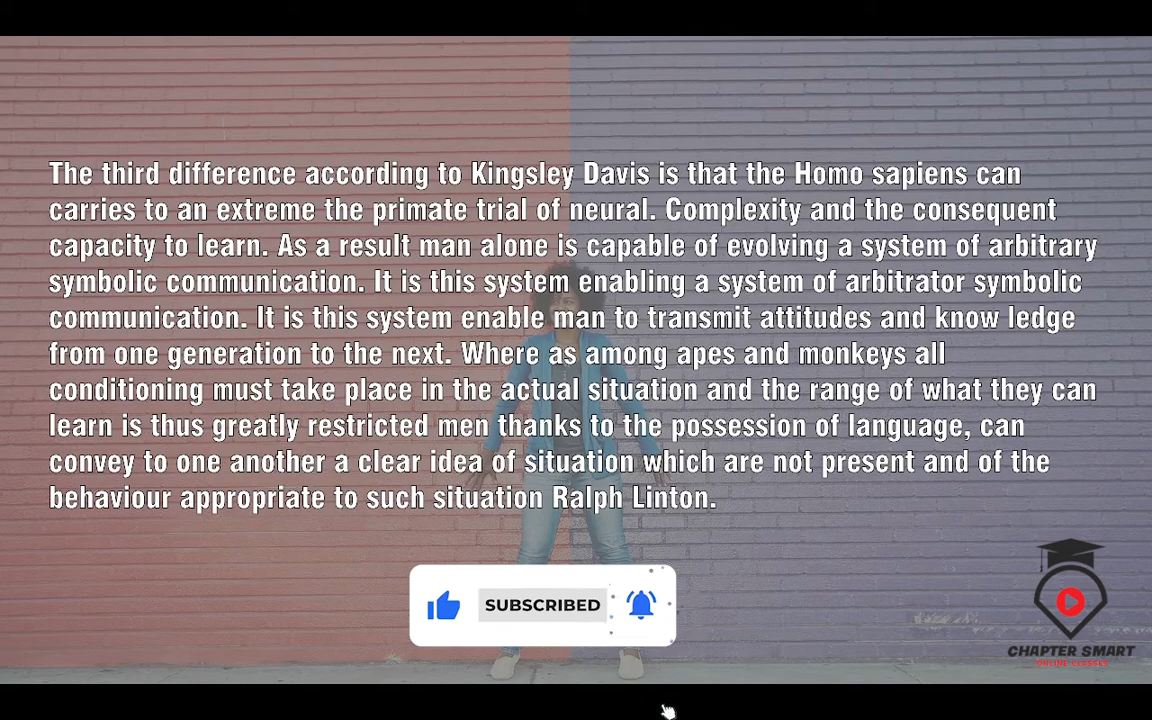 The third difference according to Kingsley Davis is that the Homo sapiens can
carries to an extreme the primate trial of neural. Complexity and the consequent
capacity to learn. As a result man alone is capable of evolving a system of arbitrary
symbolic communication. It is this system enabling a system of arbitrator symbolic
communication. It is this system enable man to transmit attitudes and know ledge
from one generation to the next. Where as among apes and monkeys all
conditioning must take place in the actual situation and the range of what they can
learn is thus greatly restricted men thanks to the possession of language, can
convey to one another a clear idea of situation which are not present and of the
behaviour appropriate to such situation Ralph Linton.
SUBSCRIBED
CHAPTER SMART
ONLINE CLASSES